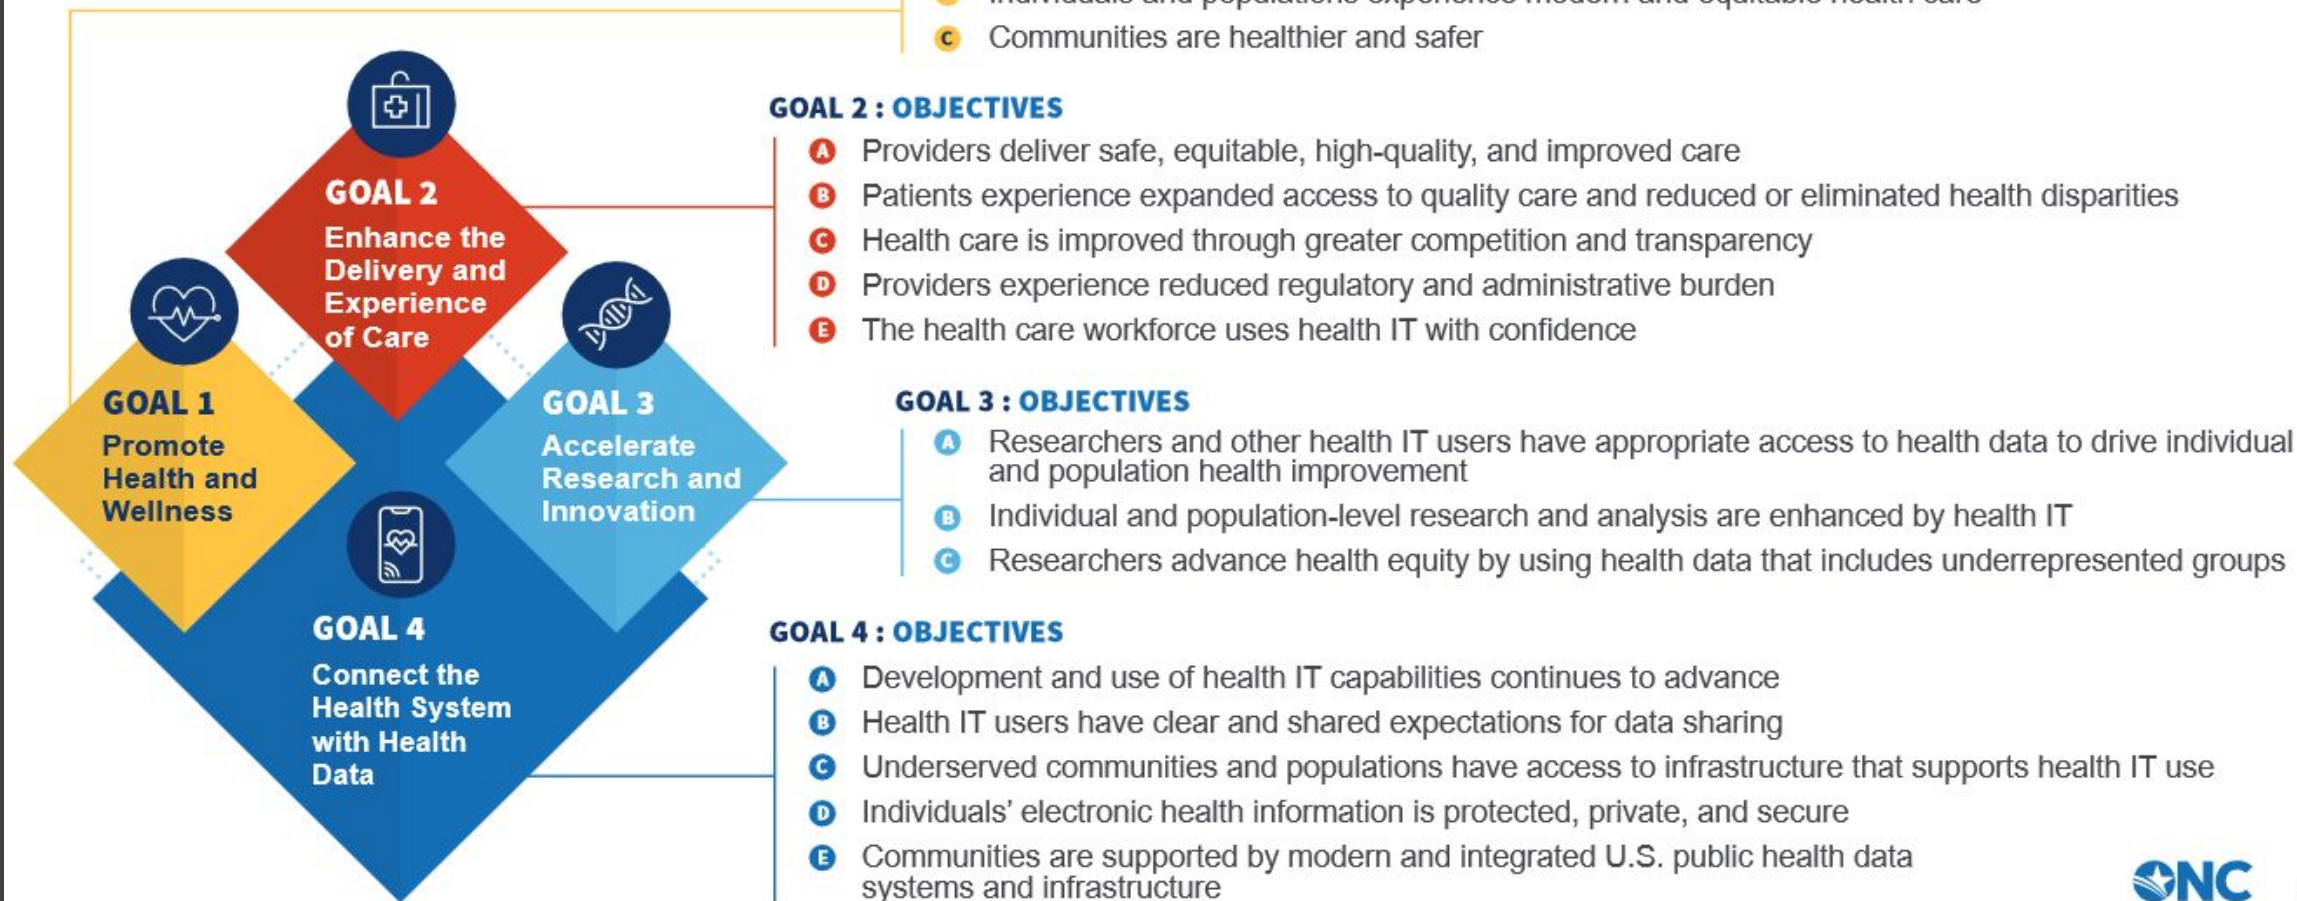 Individuals and populations experience modern and equitable health care
C Communities are healthier and safer
GOAL 2 : OBJECTIVES
A Providers deliver safe, equitable, high-quality, and improved care
B Patients experience expanded access to quality care and reduced or eliminated health disparities
C Health care is improved through greater competition and transparency
D Providers experience reduced regulatory and administrative burden
E The health care workforce uses health IT with confidence
GOAL 2
Enhance the
Delivery and
Experience
of Care
GOAL 1
Promote
Health and
Wellness
GOAL 3
Accelerate
Research and
Innovation
GOAL 3 : OBJECTIVES
A Researchers and other health IT users have appropriate access to health data to drive individual
and population health improvement
B Individual and population-level research and analysis are enhanced by health IT
C Researchers advance health equity by using health data that includes underrepresented groups
GOAL 4
Connect the
Health System
with Health
Data
GOAL 4 : OBJECTIVES
A Development and use of health IT capabilities continues to advance
B Health IT users have clear and shared expectations for data sharing
C Underserved communities and populations have access to infrastructure that supports health IT use
D Individuals’ electronic health information is protected, private, and secure
E Communities are supported by modern and integrated U.S. public health data
systems and infrastructure
ONC